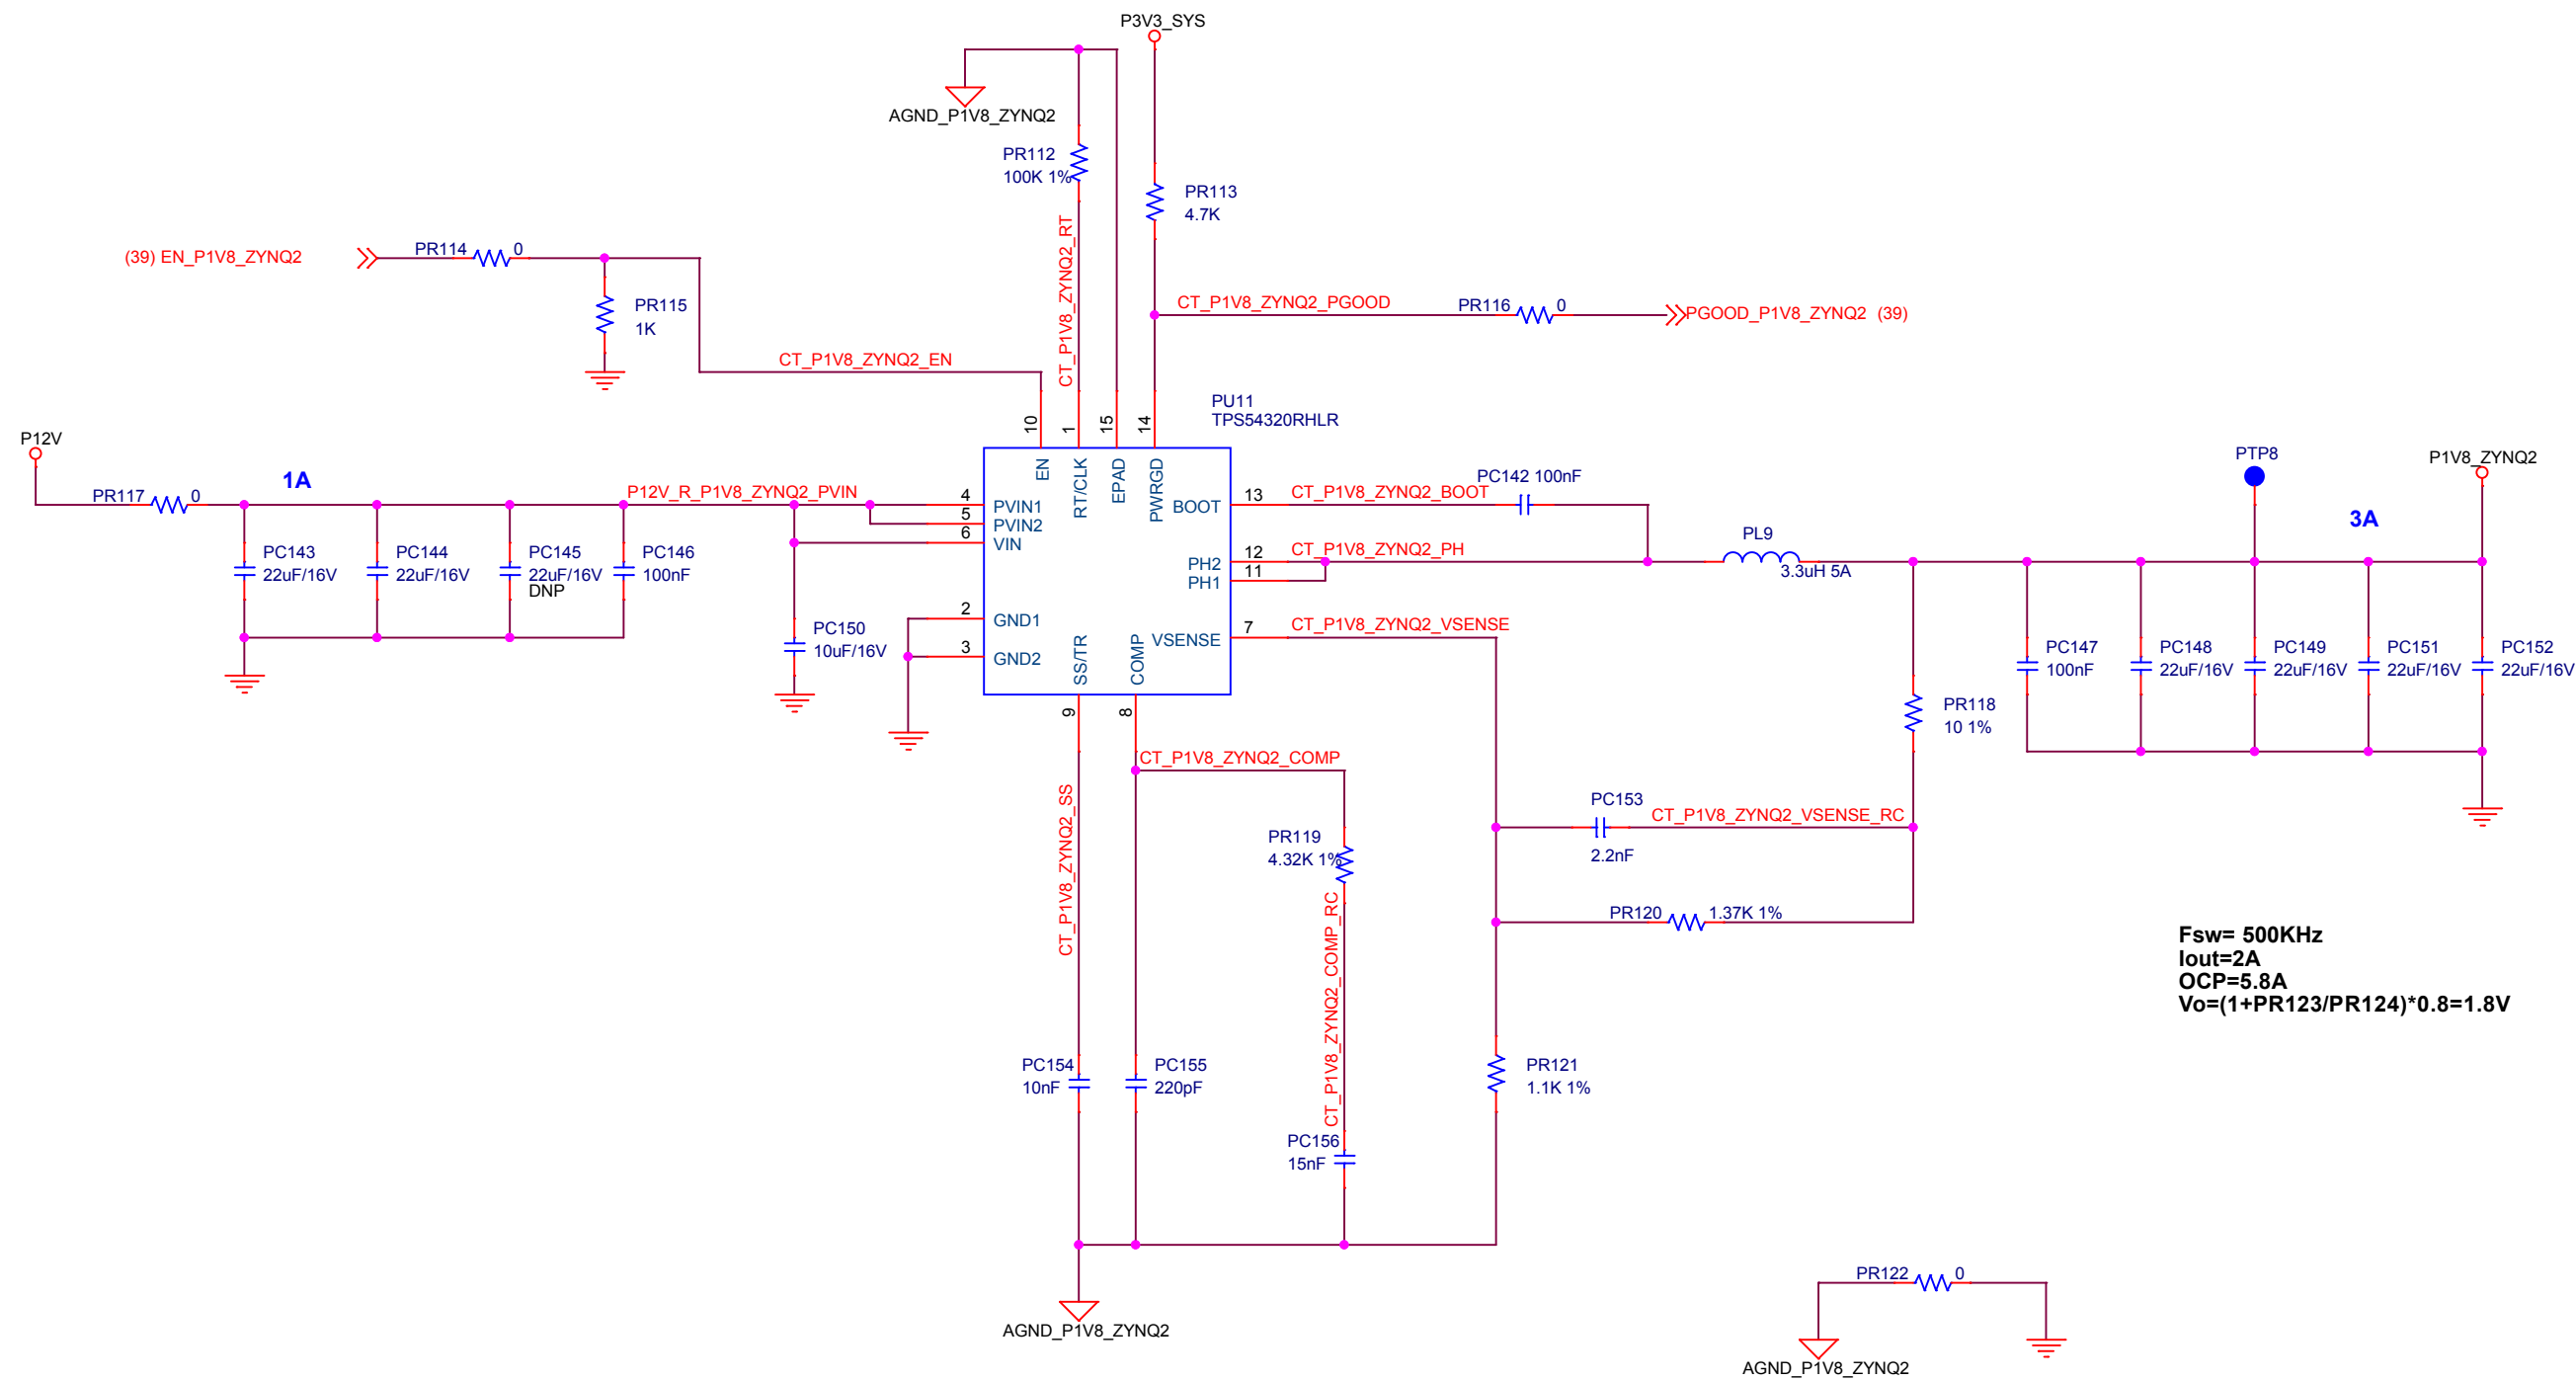 P3V3_SYS
AGND_P1V8_ZYNQ2
PR112
100K 1%
PR113
4.7K
CT_P1V8_ZYNQ2_RT
(39) EN_P1V8_ZYNQ2
PR114
0
PR115
1K
CT_P1V8_ZYNQ2_EN
CT_P1V8_ZYNQ2_PGOOD
PR116
0
PGOOD_P1V8_ZYNQ2 (39)
PU11
TPS54320RHLR
10
1
15
14
P12V
PR117
0
1A
P12V_R_P1V8_ZYNQ2_PVIN
4
5
6
2
3
EN
RT/CLK
EPAD
PWRGD
PVIN1
PVIN2
VIN
GND1
GND2
SS/TR
COMP
BOOT
PH2
PH1
VSENSE
13
12
11
7
9
8
CT_P1V8_ZYNQ2_BOOT
PC142 100nF
CT_P1V8_ZYNQ2_PH
CT_P1V8_ZYNQ2_VSENSE
PL9
3.3uH 5A
PTP8
3A
P1V8_ZYNQ2
PC143
22uF/16V
PC144
22uF/16V
PC145
22uF/16V
DNP
PC146
100nF
PC150
10uF/16V
PC147
100nF
PC148
22uF/16V
PC149
22uF/16V
PC151
22uF/16V
PC152
22uF/16V
PR118
10 1%
CT_P1V8_ZYNQ2_COMP
CT_P1V8_ZYNQ2_SS
PC153
2.2nF
CT_P1V8_ZYNQ2_VSENSE_RC
PR119
4.32K 1%
CT_P1V8_ZYNQ2_COMP_RC
PR120
1.37K 1%
Fsw= 500KHz
Iout=2A
OCP=5.8A
Vo=(1+PR123/PR124)*0.8=1.8V
PC154
10nF
PC155
220pF
PR121
1.1K 1%
PC156
15nF
AGND_P1V8_ZYNQ2
PR122
0
AGND_P1V8_ZYNQ2